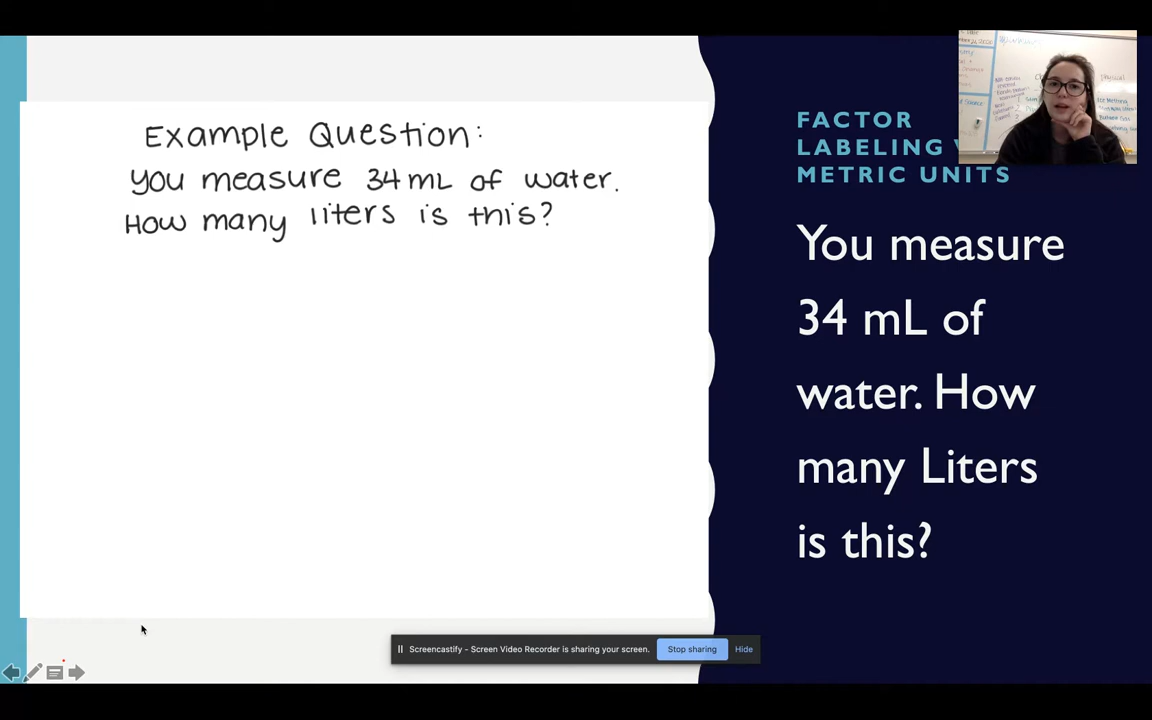 Example Question:
You measure 34 mL of water.
How many liters is this?
FACTOR
LABELING
METRIC UNITS
You measure
34 mL of
water. How
many Liters
is this?
Physical
Screencastify - Screen Video Recorder is sharing your screen.
Stop sharing
Hide